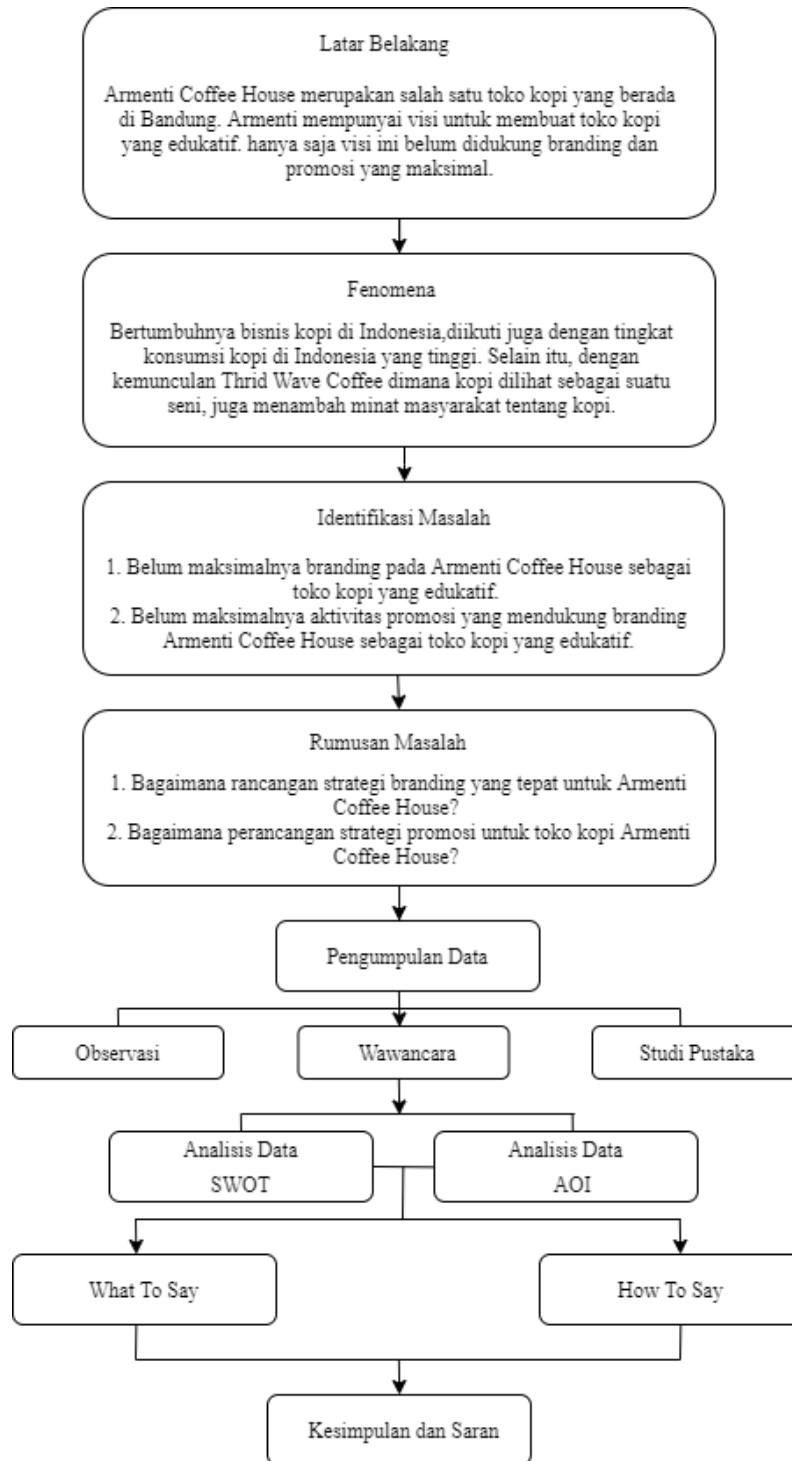 Latar Belakang
Armenti Coffee House merupakan salah satu toko kopi yang berada
di Bandung. Armenti mempunyai visi untuk membuat toko kopi
yang edukatif. hanya saja visi ini belum didukung branding dan
promosi yang maksimal.
Fenomena
Bertumbuhnya bisnis kopi di Indonesia,diikuti juga dengan tingkat
konsumsi kopi di Indonesia yang tinggi. Selain itu, dengan
kemunculan Thrid Wave Coffee dimana kopi dilihat sebagai suatu
seni, juga menambah minat masyarakat tentang kopi.
Identifikasi Masalah
1. Belum maksimalnya branding pada Armenti Coffee House sebagai
toko kopi yang edukatif.
2. Belum maksimalnya aktivitas promosi yang mendukung branding
Armenti Coffee House sebagai toko kopi yang edukatif.
Rumusan Masalah
1. Bagaimana rancangan strategi branding yang tepat untuk Armenti
Coffee House?
2. Bagaimana perancangan strategi promosi untuk toko kopi Armenti
Coffee House?
Pengumpulan Data
Observasi
Wawancara
Studi Pustaka
Analisis Data
SWOT
Analisis Data
AOI
What To Say
How To Say
Kesimpulan dan Saran